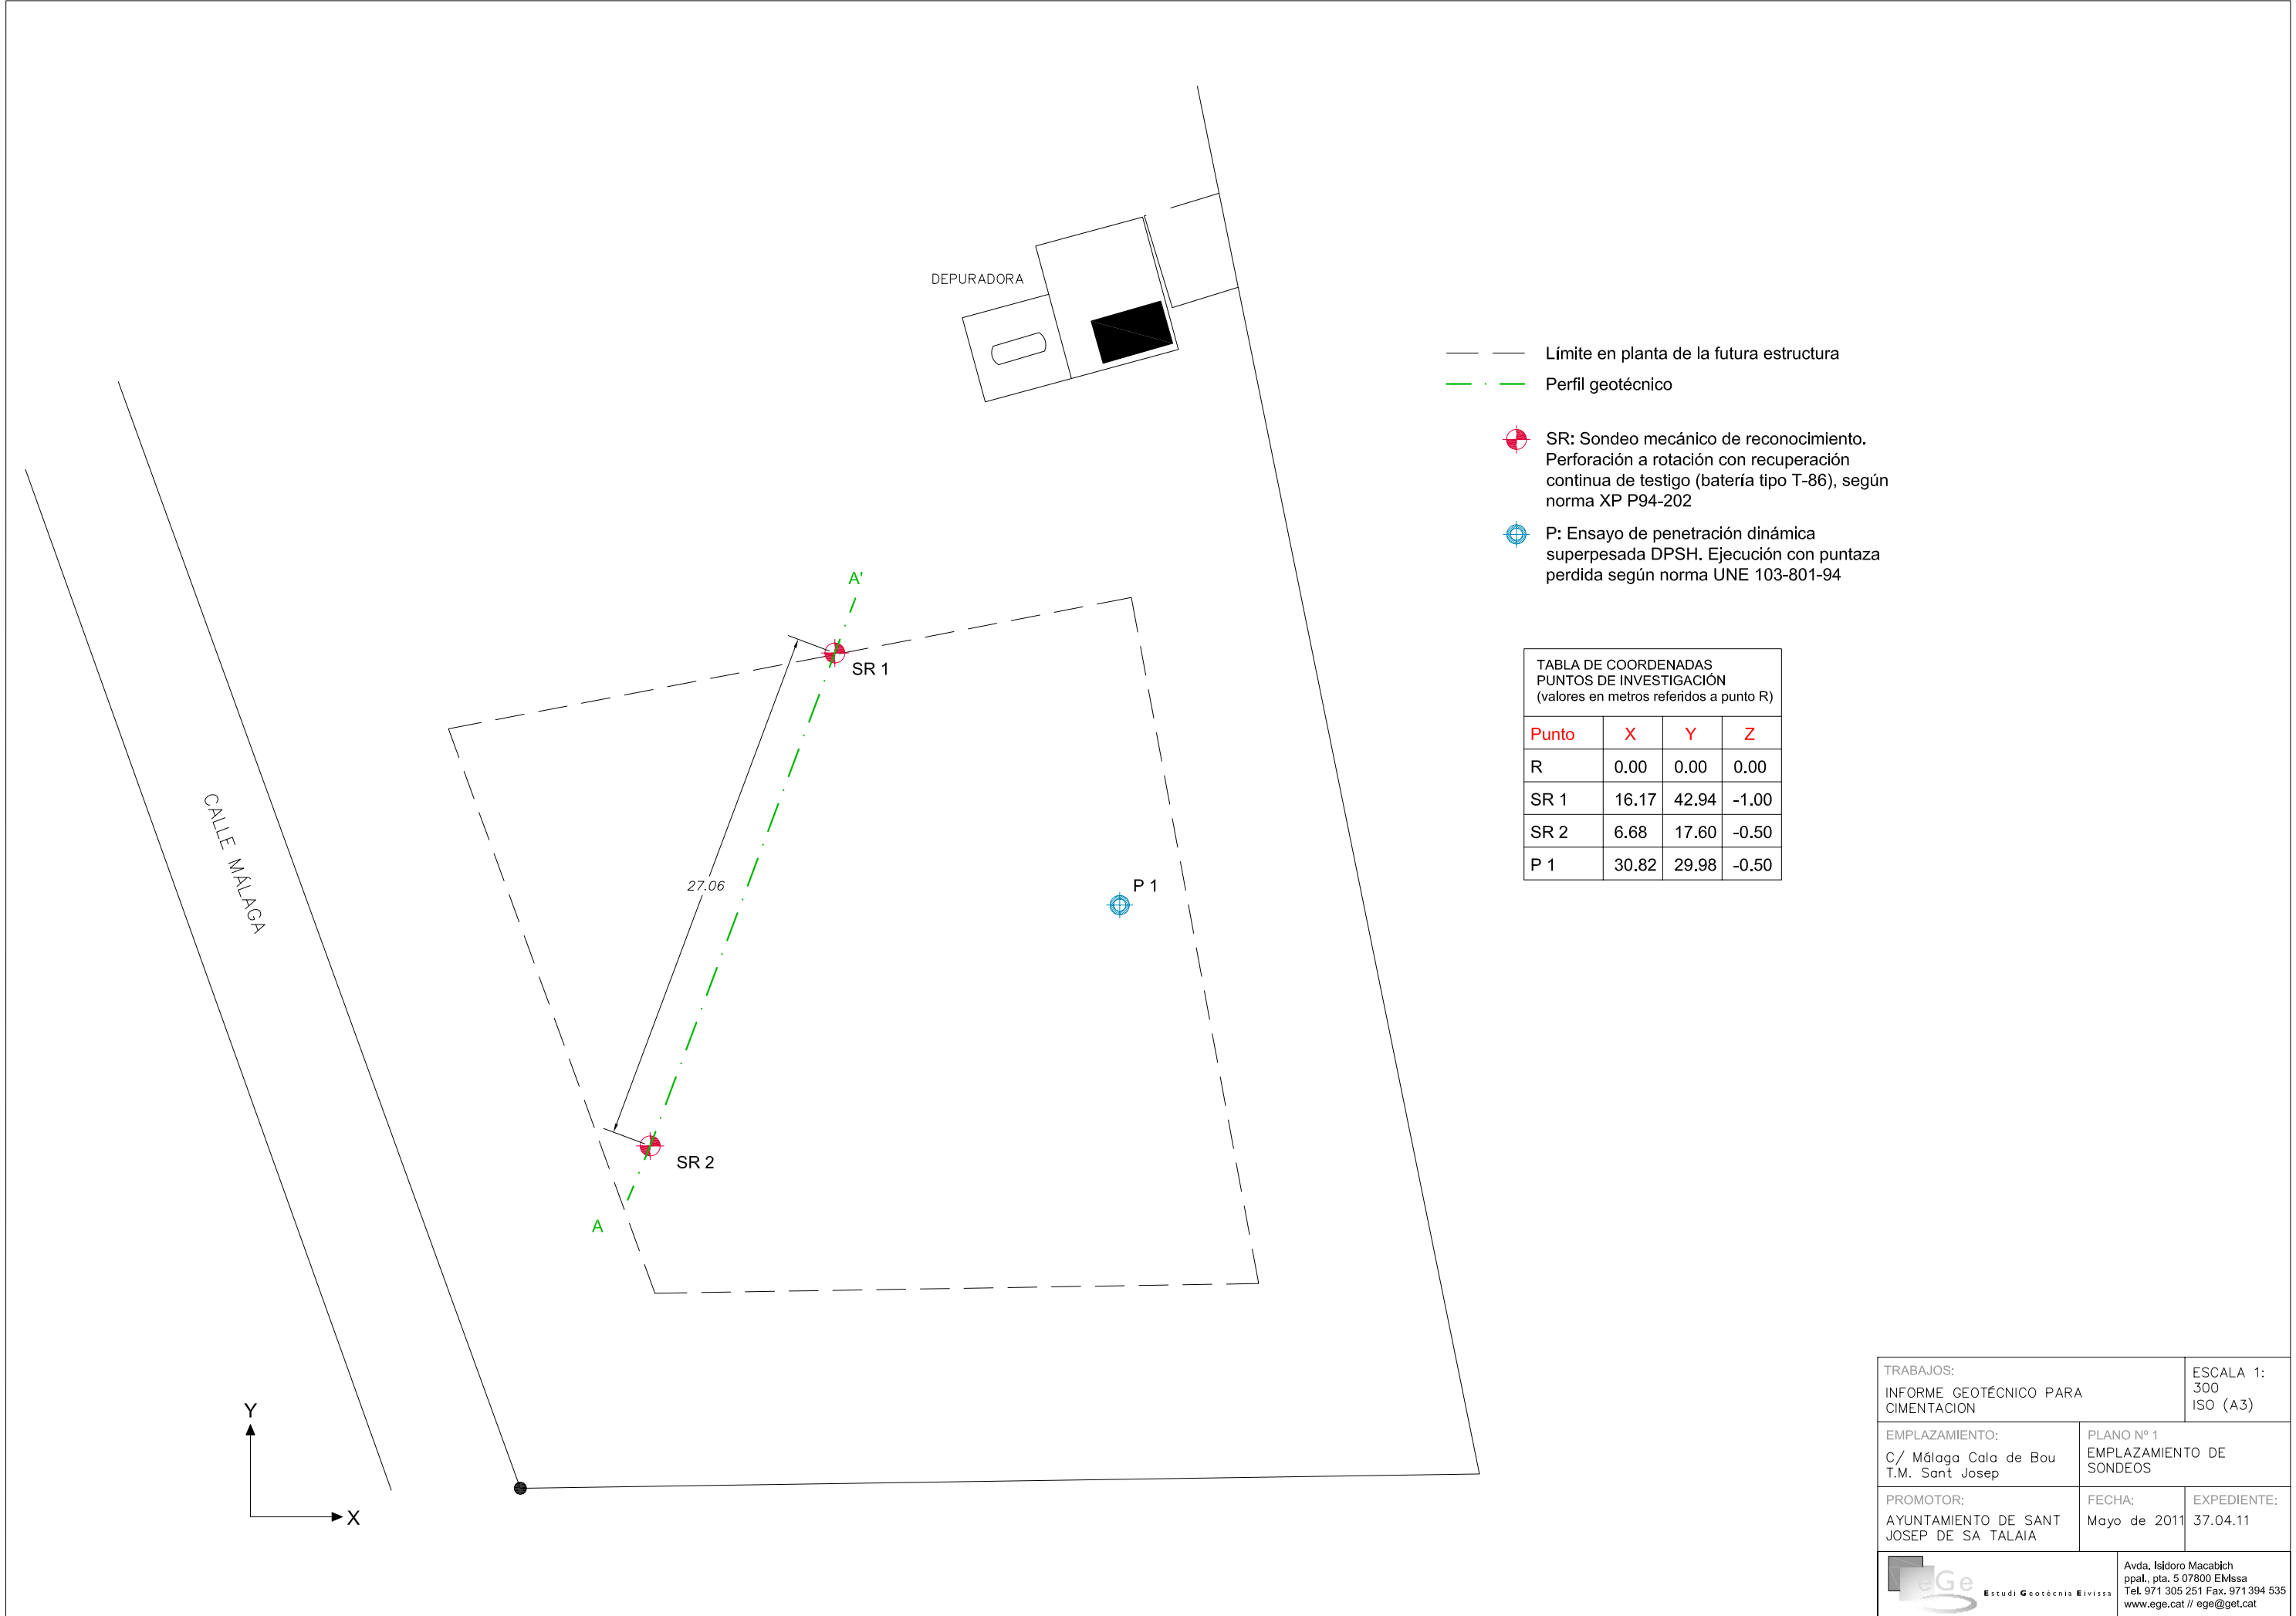 DEPURADORA
Límite en planta de la futura estructura
Perfil geotécnico
SR: Sondeo mecánico de reconocimiento.
Perforación a rotación con recuperación
continua de testigo (batería tipo T-86), según
norma XP P94-202
P: Ensayo de penetración dinámica
superpesada DPSH. Ejecución con puntaza
perdida según norma UNE 103-801-94
A'
SR 1
27.06
P 1
SR 2
A
CALLE MÁLAGA
Y
X
TABLA DE COORDENADAS
PUNTOS DE INVESTIGACIÓN
(valores en metros referidos a punto R)
Punto X Y Z
R 0.00 0.00 0.00
SR 1 16.17 42.94 -1.00
SR 2 6.68 17.60 -0.50
P 1 30.82 29.98 -0.50
TRABAJOS:
INFORME GEOTÉCNICO PARA
CIMENTACION
ESCALA 1:
300
ISO (A3)
EMPLAZAMIENTO:
C/ Málaga Cala de Bou
T.M. Sant Josep
PLANO Nº 1
EMPLAZAMIENTO DE
SONDEOS
PROMOTOR:
AYUNTAMIENTO DE SANT
JOSEP DE SA TALAIA
FECHA:
Mayo de 2011
EXPEDIENTE:
37.04.11
eGe
Estudi Geotècnia Eivissa
Avda. Isidoro Macabich
ppal., pta. 5 07800 Eivissa
Tel. 971 305 251 Fax. 971 394 535
www.ege.cat // ege@get.cat